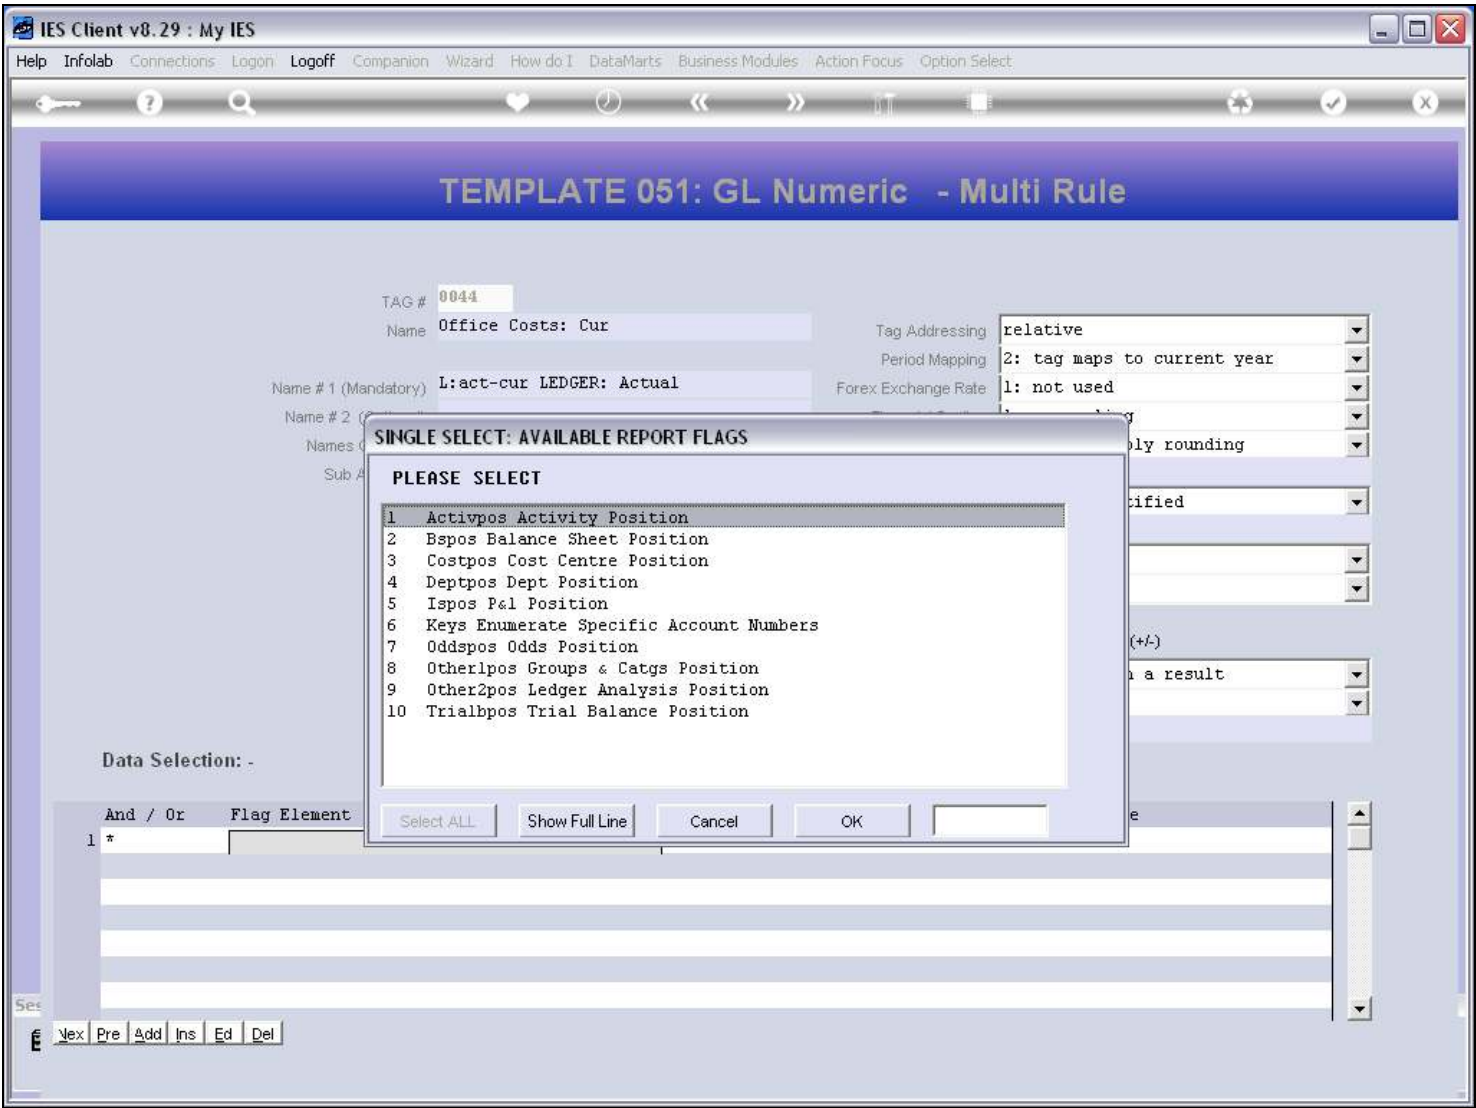 IES Client v8.29 : My IES
Help Infolab Connections Logon Logoff Companion Wizard How do I DataMarts Business Modules Action Focus Option Select
TEMPLATE 051: GL Numeric - Multi Rule
TAG # 0044
Name Office Costs: Cur
Tag Addressing relative
Period Mapping 2: tag maps to current year
Name # 1 (Mandatory) L:act-cur LEDGER: Actual
Forex Exchange Rate 1: not used
Name # 2
Names
rounding
Sub
SINGLE SELECT: AVAILABLE REPORT FLAGS
PLEASE SELECT
1 Activpos Activity Position
2 Bspos Balance Sheet Position
3 Costpos Cost Centre Position
4 Deptpos Dept Position
5 Ispos P&l Position
6 Keys Enumerate Specific Account Numbers
7 Oddspos Odds Position
8 Other1pos Groups & Catgs Position
9 Other2pos Ledger Analysis Position
10 Trialbpos Trial Balance Position
(+/-)
a result
Select ALL Show Full Line Cancel OK
Data Selection: -
And / Or Flag Element
1 *
Nex Pre Add Ins Ed Del